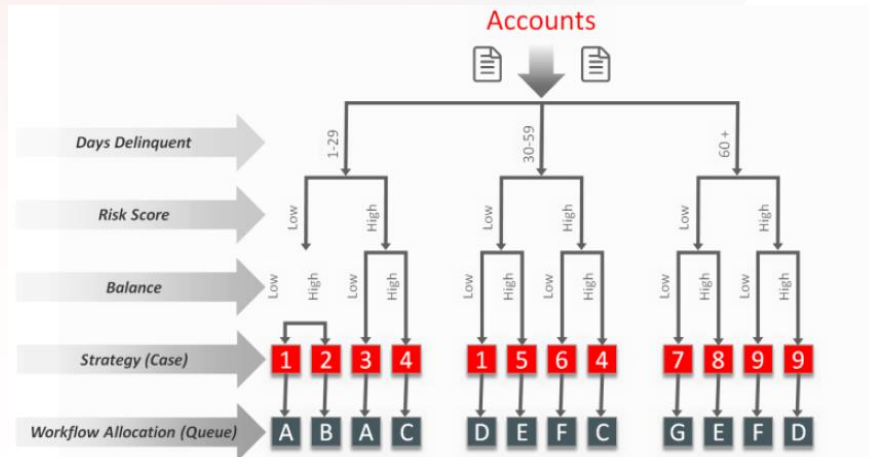 Accounts
Days Delinquent
1-29
30-59
60 +
Risk Score
Low
High
Low
High
Low
High
Balance
Low
High
Low
High
Low
High
Low
High
Low
High
Low
High
Strategy (Case)
1 2 3 4 1 5 6 4 7 8 9 9
Workflow Allocation (Queue)
A B A C D E F C G E F D